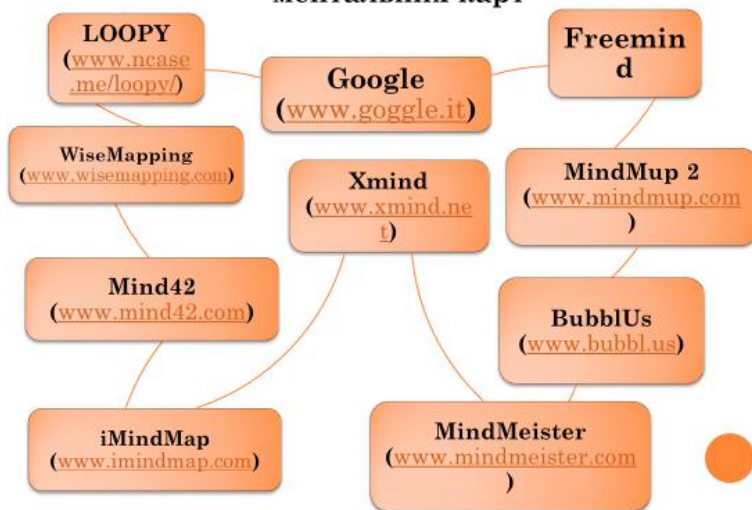 ментальних карт
LOOPY
(www.ncase
.me/loopy/)
Google
(www.goggle.it)
Freemin
d
WiseMapping
(www.wisemapping.com)
Xmind
(www.xmind.ne
t)
MindMup 2
(www.mindmup.com
)
Mind42
(www.mind42.com)
BubblUs
(www.bubbl.us)
iMindMap
(www.imindmap.com)
MindMeister
(www.mindmeister.com
)